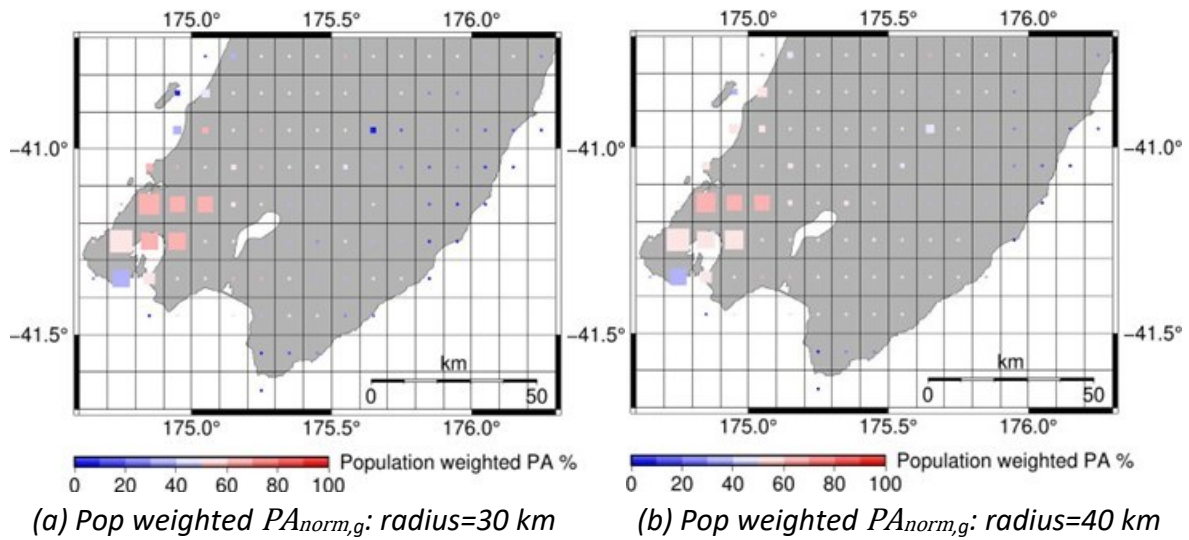 175.0° 175.5° 176.0° 175.0° 175.5° 176.0°
−41.0° −41.0° −41.0°
−41.5° −41.5° −41.5°
km km
0 50 0 50
175.0° 175.5° 176.0° 175.0° 175.5° 176.0°
Population weighted PA % Population weighted PA %
0 20 40 60 80 100 0 20 40 60 80 100
(a) Pop weighted PAnorm,g: radius=30 km (b) Pop weighted PAnorm,g: radius=40 km